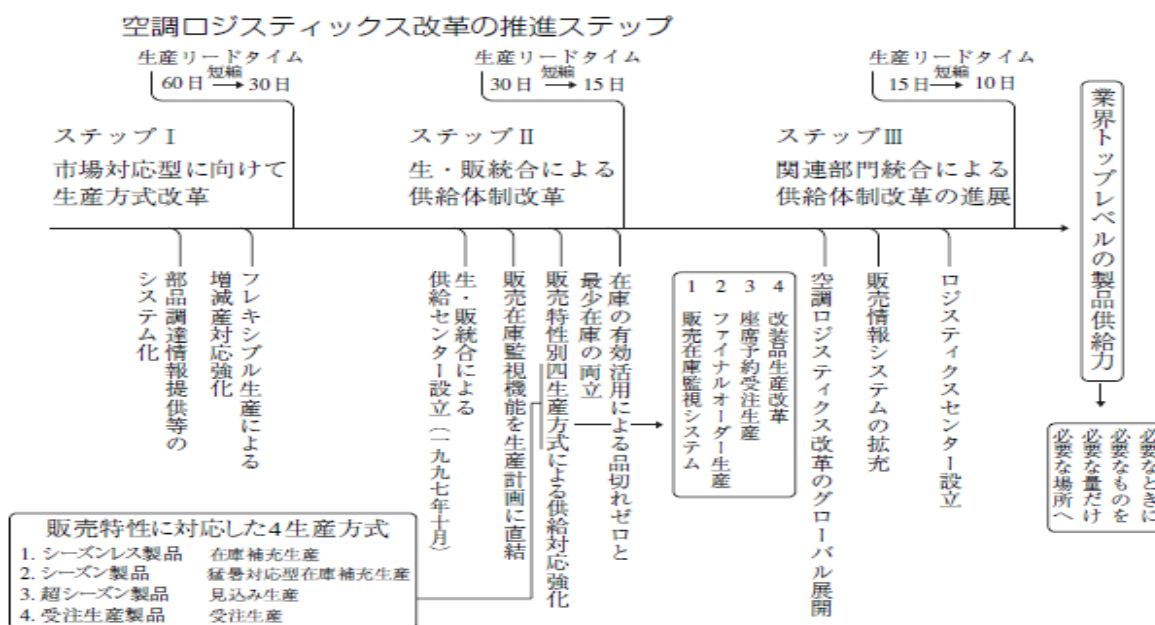 空調ロジスティックス改革の推進ステップ
生産リードタイム
短縮
60日→30日
ステップⅠ
市場対応型に向けて
生産方式改革
生産リードタイム
短縮
30日→15日
ステップⅡ
生・販統合による
供給体制改革
生産リードタイム
短縮
15日→10日
ステップⅢ
関連部門統合による
供給体制改革の進展
部品調達情報提供等の
システム化
フレキシブル生産による
増減産対応強化
生・販統合による
供給センター設立(一九九七年十月)
販売在庫監視機能を生産計画に直結
販売特性別四生産方式による供給対応強化
在庫の有効活用による品切れゼロと
最少在庫の両立
1 販売在庫監視システム
2 ファイナルオーダー生産
3 座席予約受注生産
4 改装品生産改革
空調ロジスティクス改革のグローバル展開
販売情報システムの拡充
ロジスティクスセンター設立
業界トップレベルの製品供給力
必要なときに
必要なものを
必要な量だけ
必要な場所へ
販売特性に対応した4生産方式
1. シーズンレス製品 在庫補充生産
2. シーズン製品 猛暑対応型在庫補充生産
3. 超シーズン製品 見込み生産
4. 受注生産製品 受注生産